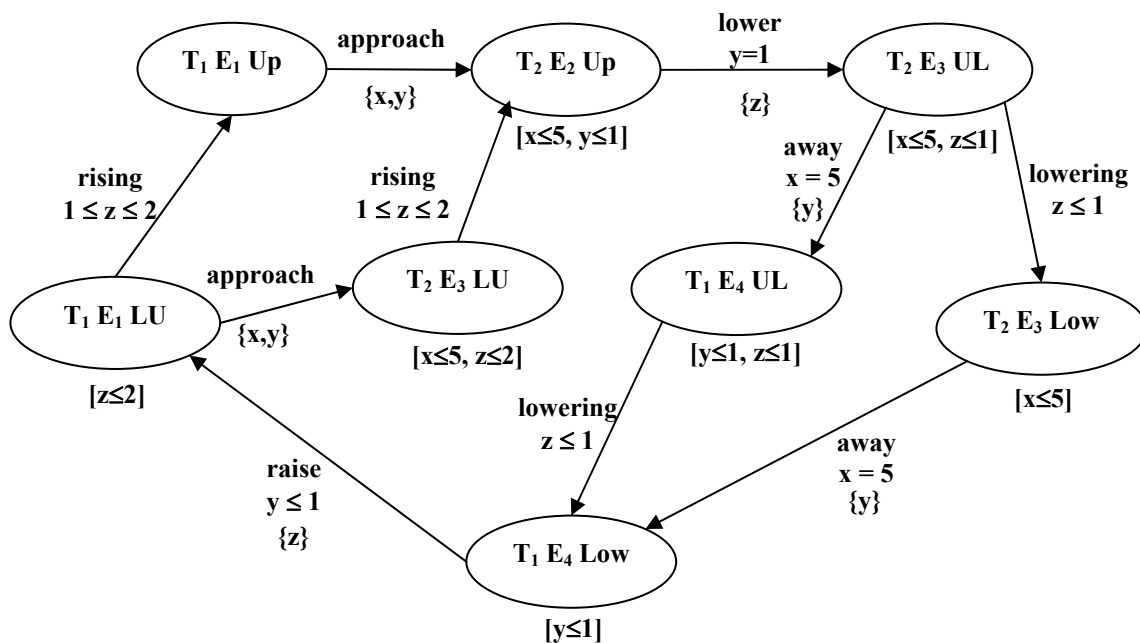 T₁ E₁ Up
approach
{x,y}
T₂ E₂ Up
[x≤5, y≤1]
lower
y=1
{z}
T₂ E₃ UL
[x≤5, z≤1]
rising
1 ≤ z ≤ 2
rising
1 ≤ z ≤ 2
away
x = 5
{y}
lowering
z ≤ 1
T₁ E₁ LU
[z≤2]
approach
{x,y}
T₂ E₃ LU
[x≤5, z≤2]
T₁ E₄ UL
[y≤1, z≤1]
T₂ E₃ Low
[x≤5]
raise
y ≤ 1
{z}
lowering
z ≤ 1
away
x = 5
{y}
T₁ E₄ Low
[y≤1]